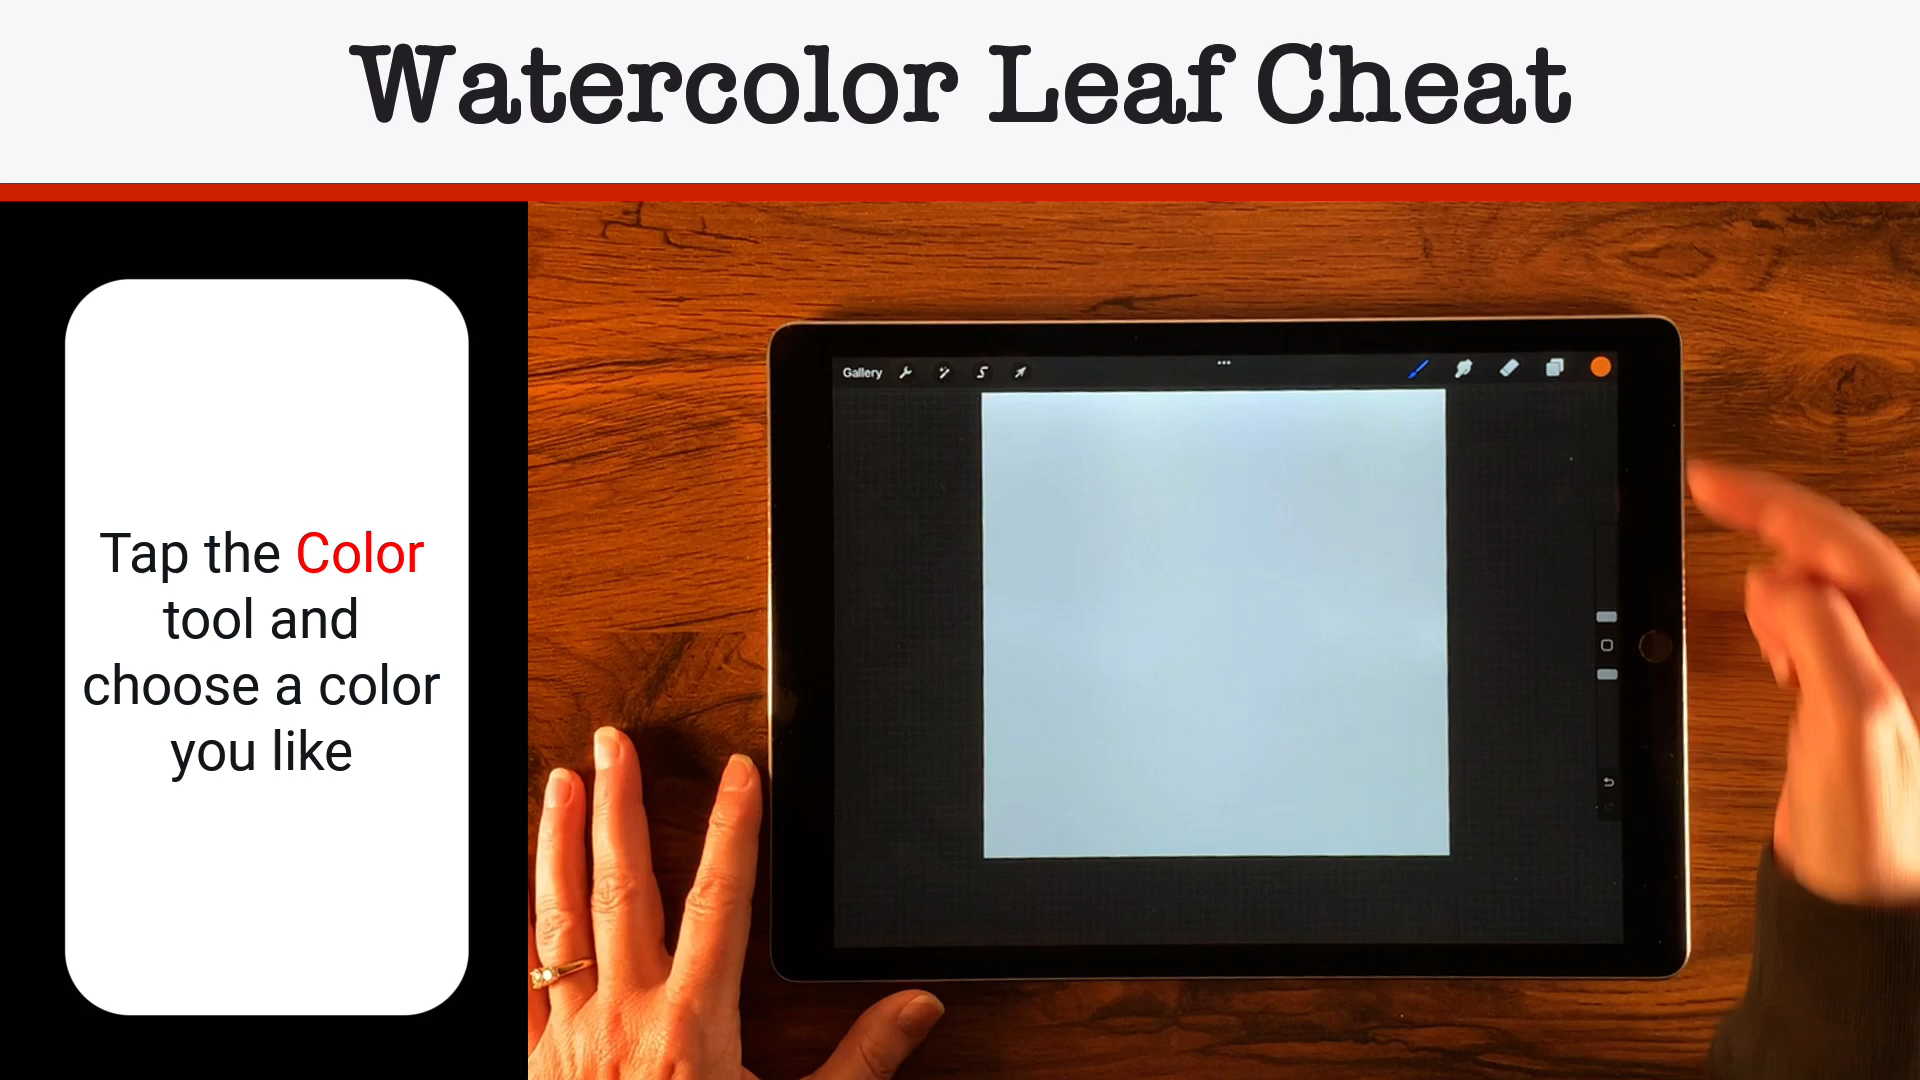 Watercolor Leaf Cheat
Tap the Color
tool and
choose a color
you like
Gallery